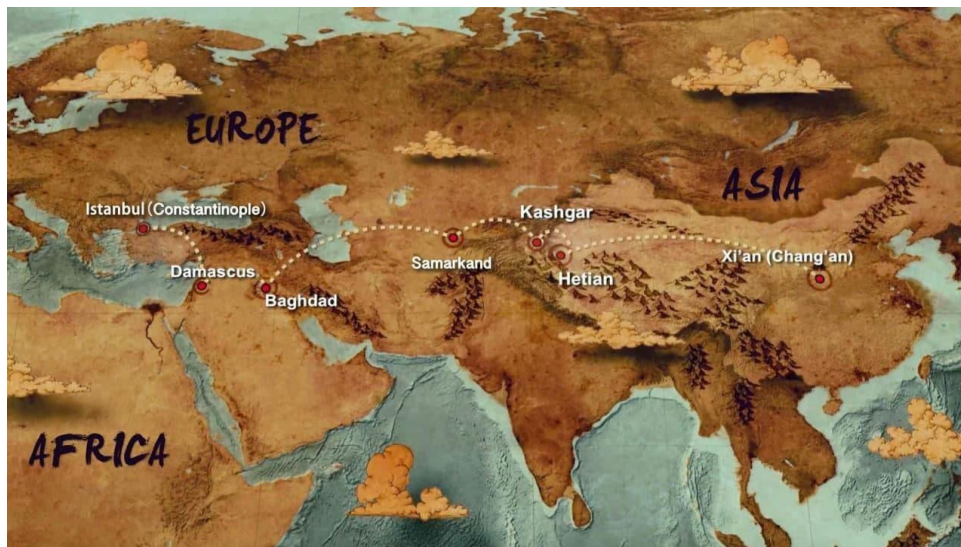 EUROPE
ASIA
Istanbul (Constantinople)
Kashgar
Xi'an (Chang'an)
Samarkand
Damascus
Hetian
Baghdad
AFRICA